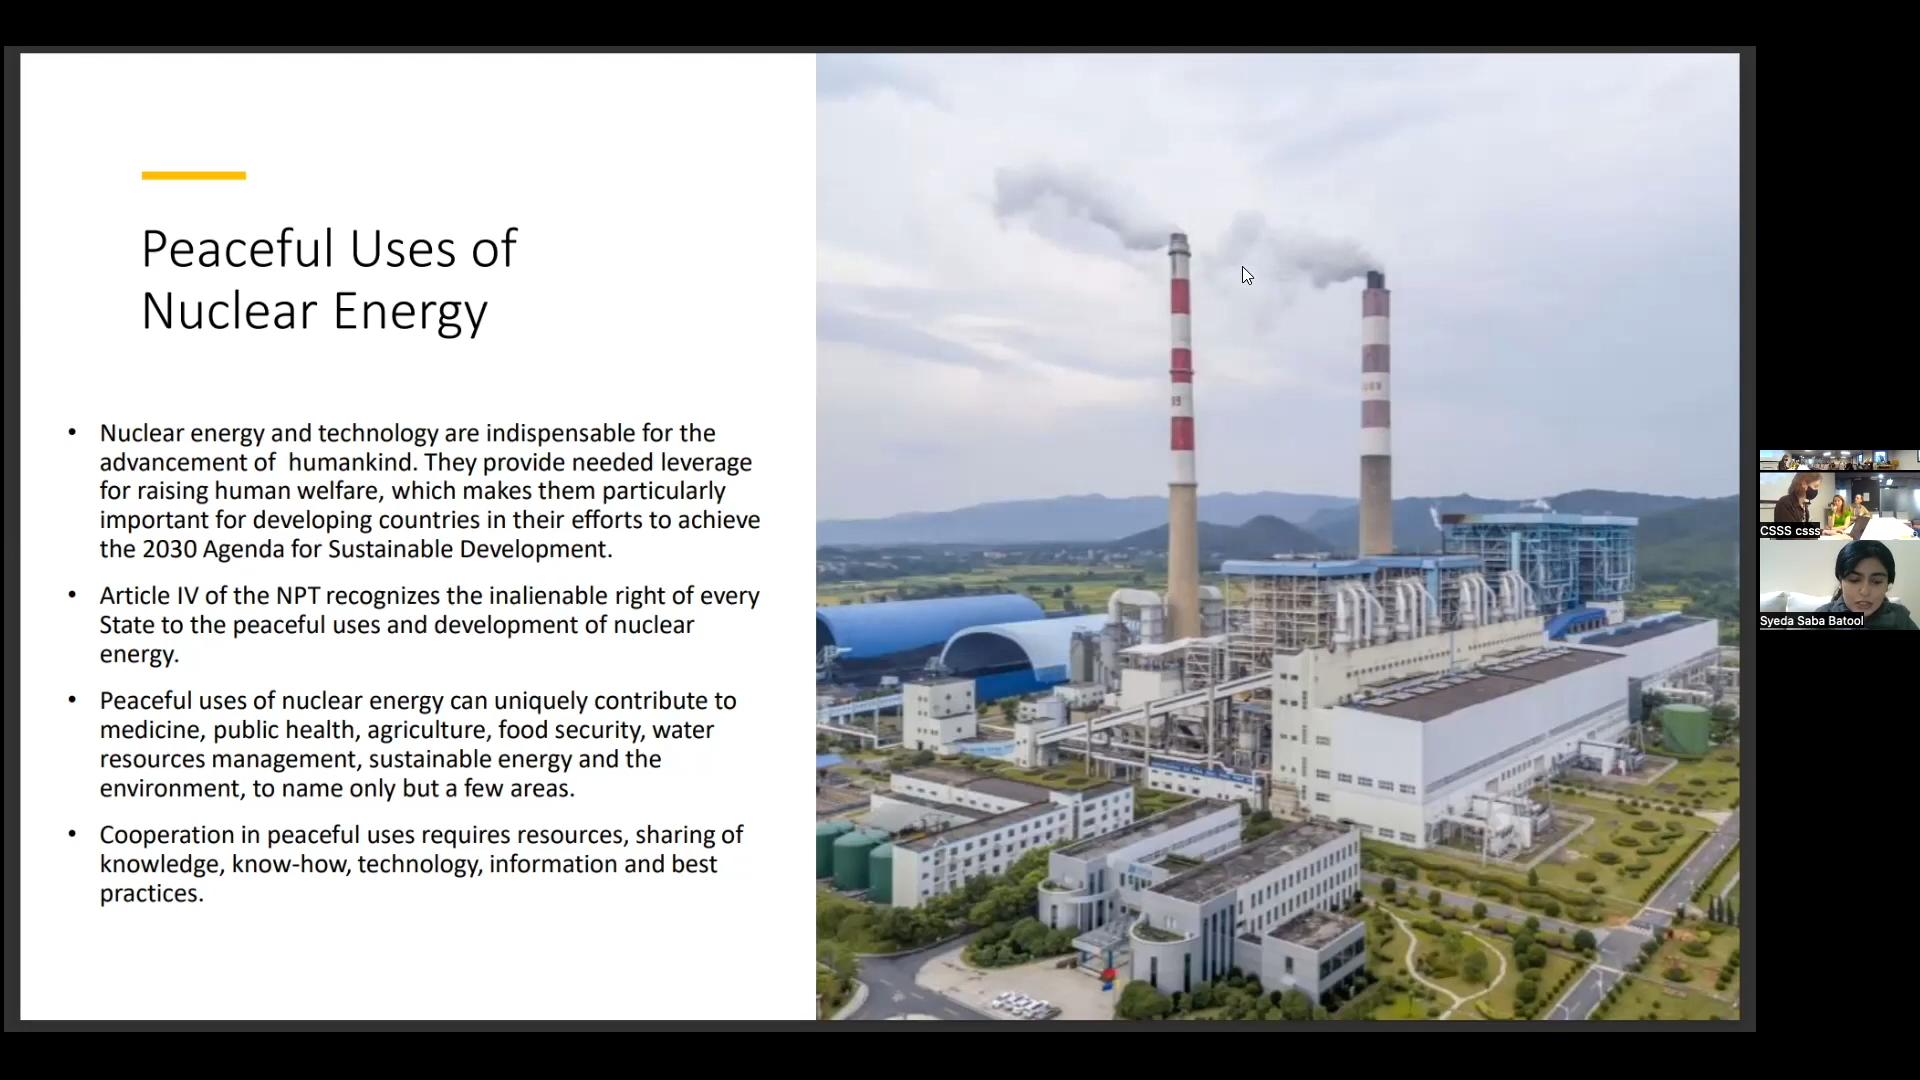 Peaceful Uses of
Nuclear Energy
• Nuclear energy and technology are indispensable for the
advancement of  humankind. They provide needed leverage
for raising human welfare, which makes them particularly
important for developing countries in their efforts to achieve
the 2030 Agenda for Sustainable Development.
• Article IV of the NPT recognizes the inalienable right of every
State to the peaceful uses and development of nuclear
energy.
• Peaceful uses of nuclear energy can uniquely contribute to
medicine, public health, agriculture, food security, water
resources management, sustainable energy and the
environment, to name only but a few areas.
• Cooperation in peaceful uses requires resources, sharing of
knowledge, know-how, technology, information and best
practices.
CSSS csss
Syeda Saba Batool